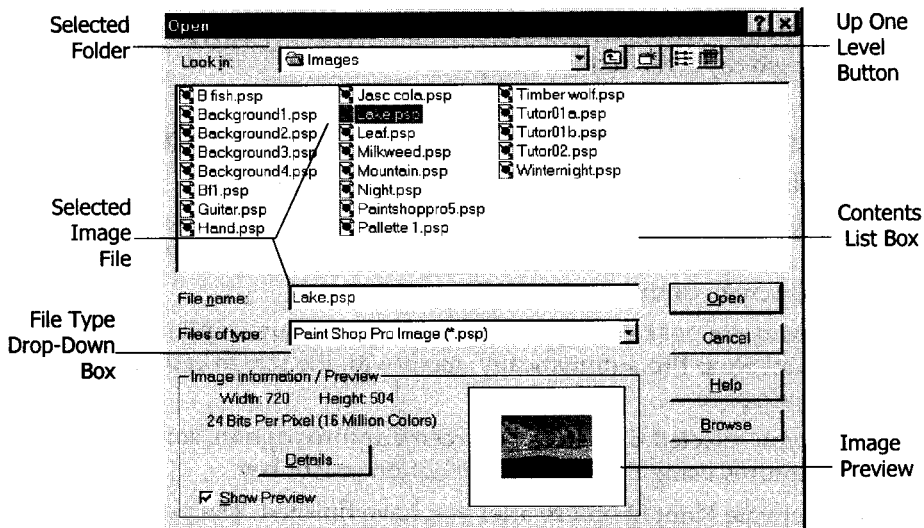 Selected
Folder
Open
Up One
Level
Button
Look in:
Images
B fish.psp
Background1.psp
Background2.psp
Background3.psp
Background4.psp
Bf1.psp
Guitar.psp
Hand.psp
Jasc cola.psp
Lake.psp
Leaf.psp
Milkweed.psp
Mountain.psp
Night.psp
Paintshoppro5.psp
Pallette 1.psp
Timber wolf.psp
Tutor01a.psp
Tutor01b.psp
Tutor02.psp
Winternight.psp
Selected
Image
File
Contents
List Box
File name:
Lake.psp
Open
File Type
Drop-Down
Box
Files of type:
Paint Shop Pro Image (*.psp)
Cancel
Image information / Preview
Width: 720 Height: 504
24 Bits Per Pixel (16 Million Colors)
Details...
Show Preview
Help
Browse
Image
Preview